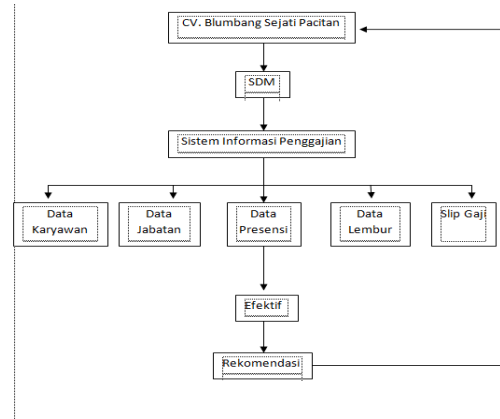 CV. Blumbang Sejati Pacitan
SDM
Sistem Informasi Penggajian
Data
Karyawan
Data
Jabatan
Data
Presensi
Data
Lembur
Slip Gaji
Efektif
Rekomendasi